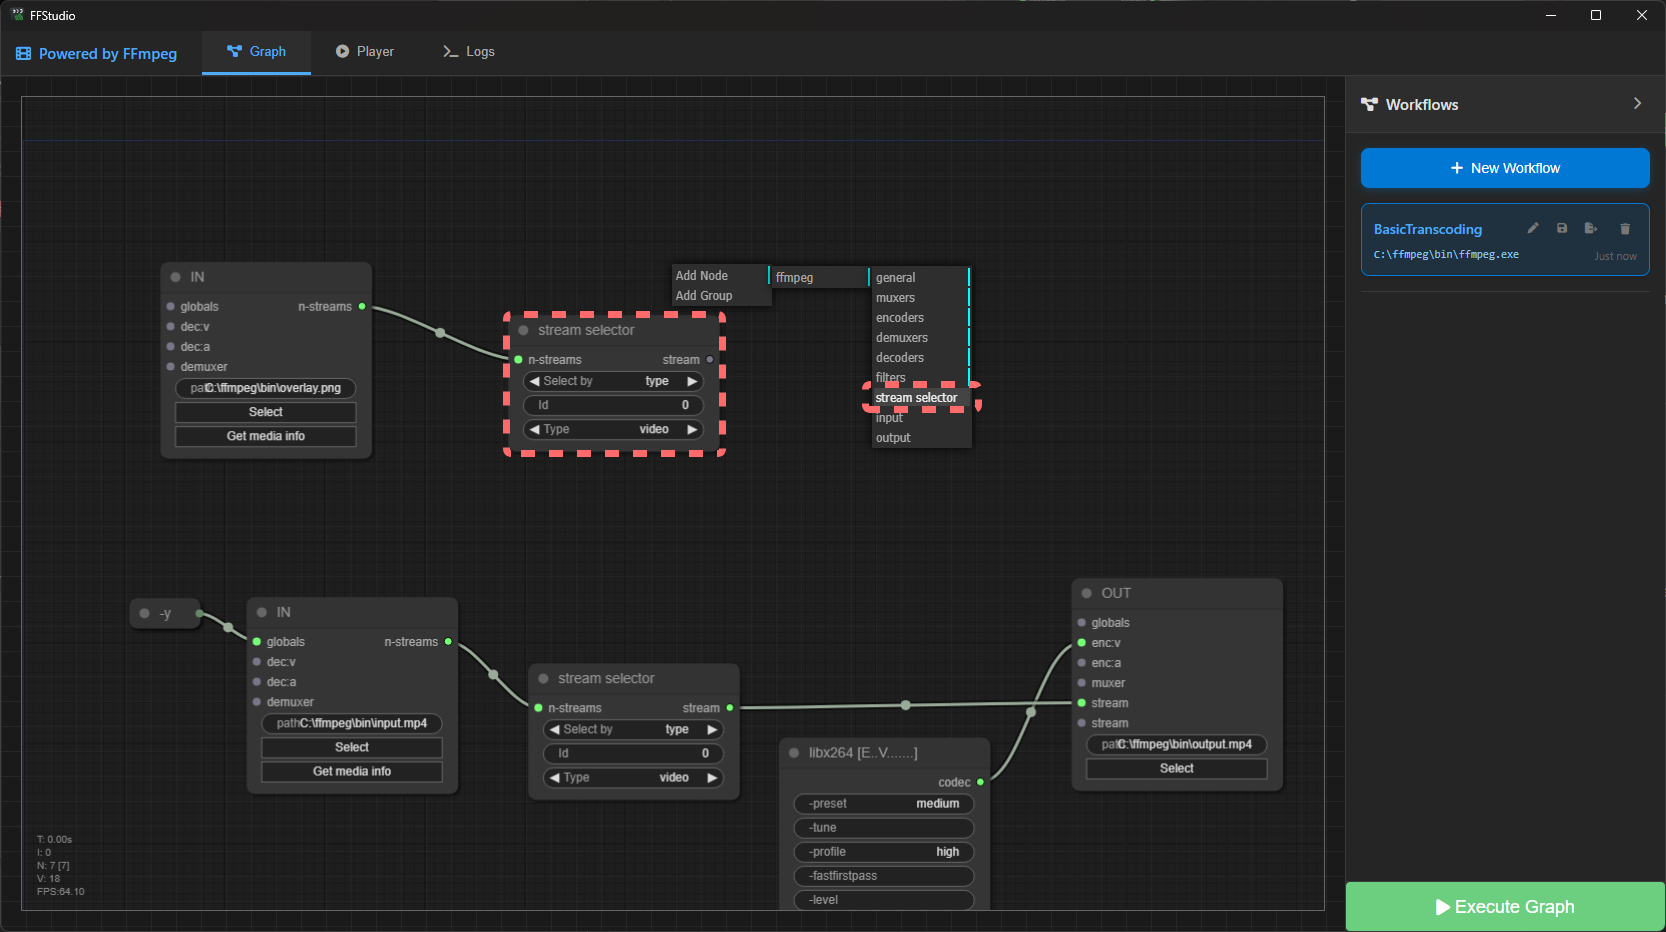 FFStudio
Powered by FFmpeg
Graph
Player
Logs
Workflows
New Workflow
BasicTranscoding
C:\ffmpeg\bin\ffmpeg.exe
Just now
Add Node
Add Group
ffmpeg
general
muxers
encoders
demuxers
decoders
filters
stream selector
input
output
IN
globals
n-streams
dec:v
dec:a
demuxer
C:\ffmpeg\bin\overlay.png
Select
Get media info
stream selector
n-streams
stream
Select by
type
Id
0
Type
video
-y
IN
globals
n-streams
dec:v
dec:a
demuxer
path
C:\ffmpeg\bin\input.mp4
Select
Get media info
stream selector
n-streams
stream
Select by
type
Id
0
Type
video
libx264 [E..V.......]
codec
-preset
medium
-tune
-profile
high
-fastfirstpass
-level
OUT
globals
enc:v
enc:a
muxer
stream
stream
C:\ffmpeg\bin\output.mp4
Select
T: 0.00s
I: 0
N: 7 [7]
V: 18
FPS:64.10
Execute Graph